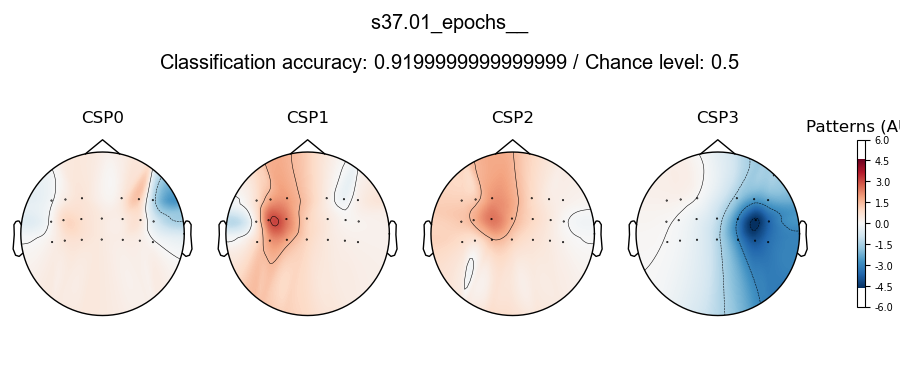 s37.01_epochs__
Classification accuracy: 0.9199999999999999 / Chance level: 0.5
CSP0 CSP1 CSP2 CSP3
Patterns (AU
6.0
4.5
3.0
1.5
0.0
-1.5
-3.0
-4.5
-6.0